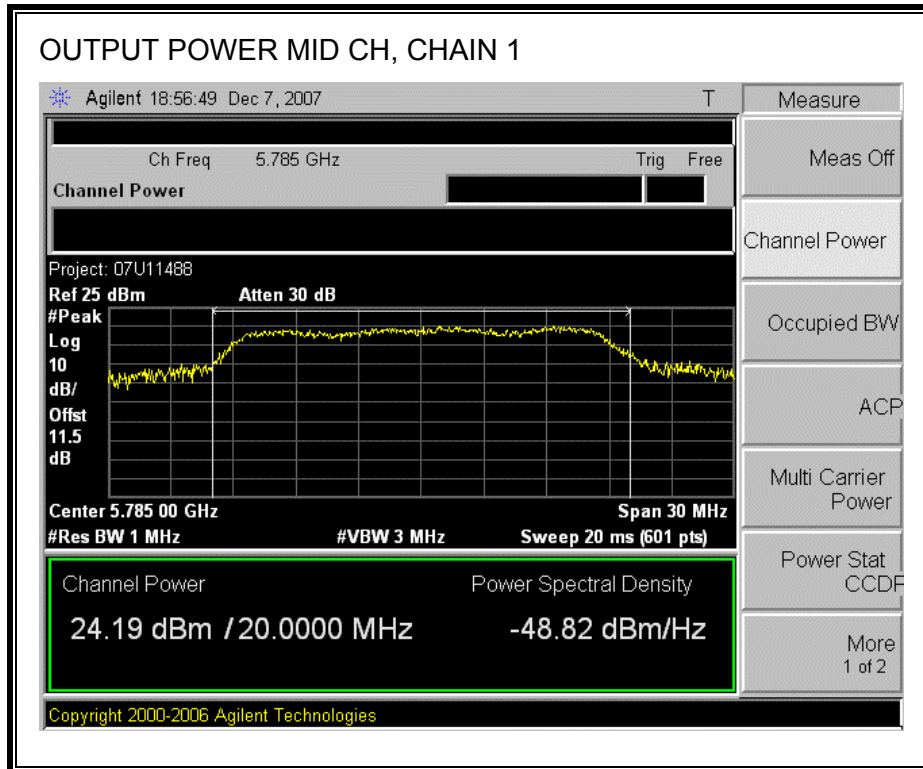 OUTPUT POWER MID CH, CHAIN 1
Agilent 18:56:49 Dec 7, 2007 T
Measure
Ch Freq 5.785 GHz Trig Free
Channel Power
Project: 07U11488
Ref 25 dBm Atten 30 dB
#Peak
Log
10
dB/
Offst
11.5
dB
Center 5.785 00 GHz Span 30 MHz
#Res BW 1 MHz #VBW 3 MHz Sweep 20 ms (601 pts)
Channel Power Power Spectral Density
24.19 dBm / 20.0000 MHz -48.82 dBm/Hz
Copyright 2000-2006 Agilent Technologies
Meas Off
Channel Power
Occupied BW
ACP
Multi Carrier
Power
Power Stat
CCDF
More
1 of 2